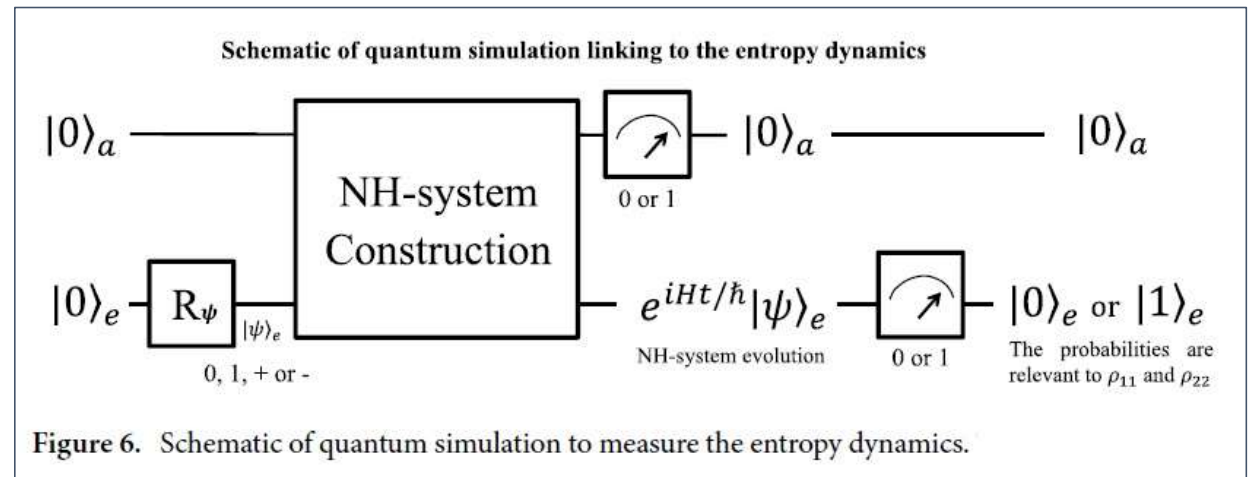 Schematic of quantum simulation linking to the entropy dynamics
|0⟩ₐ
NH-system
Construction
0 or 1
|0⟩ₐ
|0⟩ₐ
|0⟩ₑ
R_ψ
|ψ⟩ₑ
0, 1, + or -
e^{iHt/ħ}|ψ⟩ₑ
NH-system evolution
0 or 1
|0⟩ₑ or |1⟩ₑ
The probabilities are
relevant to ρ₁₁ and ρ₂₂
Figure 6. Schematic of quantum simulation to measure the entropy dynamics.